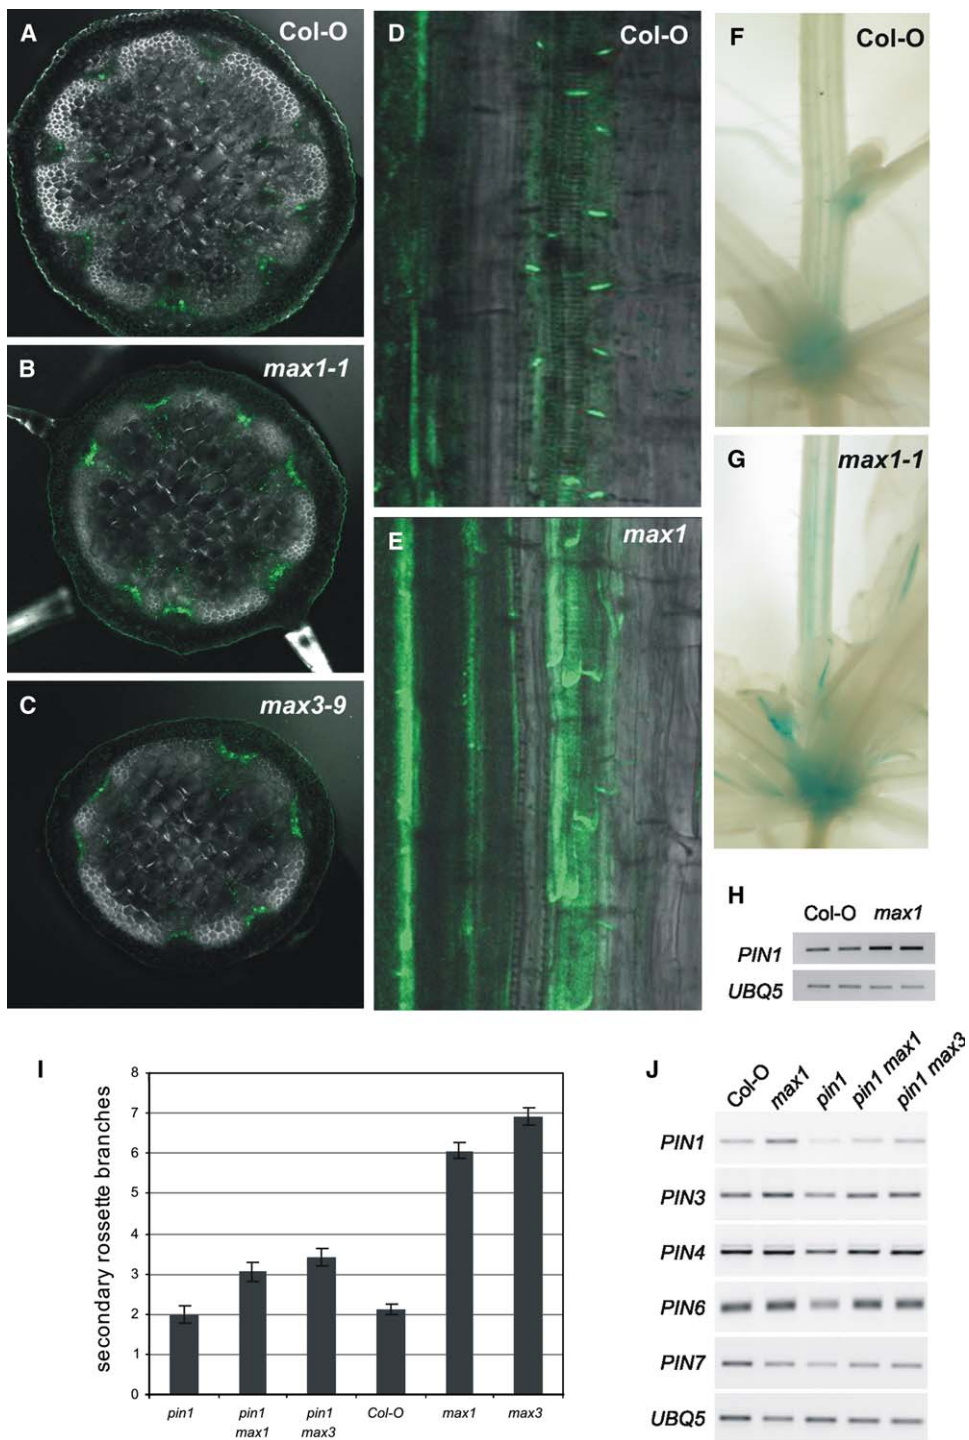 A
Col-O
B
max1-1
C
max3-9
D
Col-O
E
max1
F
Col-O
G
max1-1
H
Col-O max1
PIN1
UBQ5
I
secondary rossette branches
8
7
6
5
4
3
2
1
0
pin1
pin1 max1
pin1 max3
Col-O
max1
max3
J
Col-O
max1
pin1
pin1 max1
pin1 max3
PIN1
PIN3
PIN4
PIN6
PIN7
UBQ5